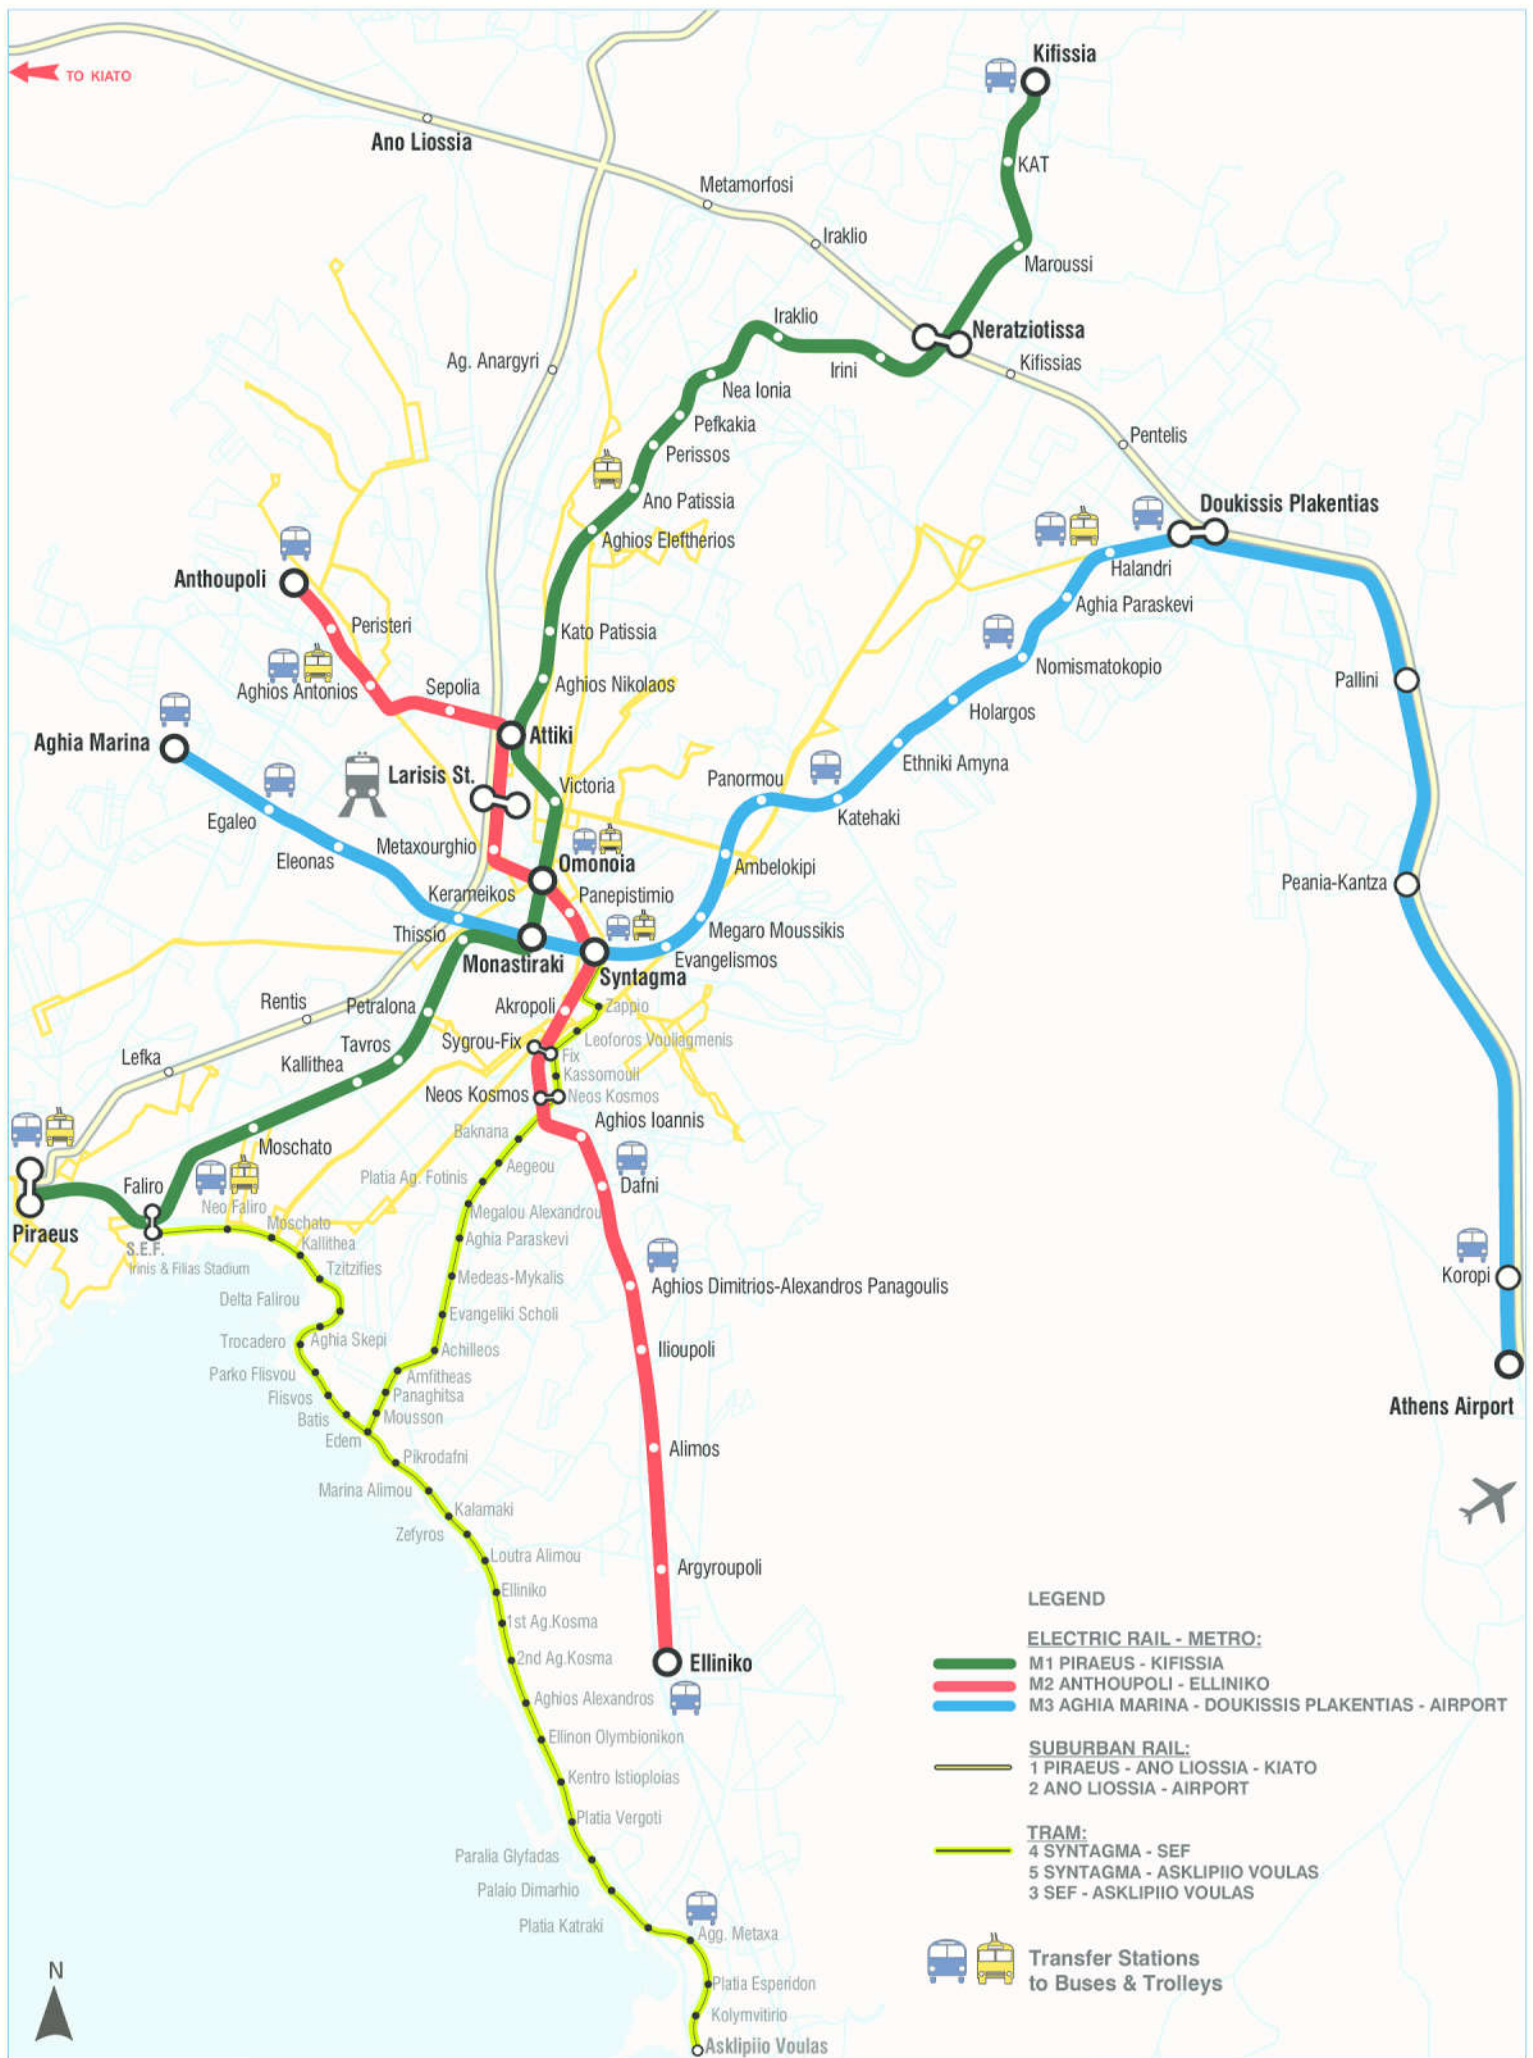 Kifissia
TO KIATO
Ano Liossia
KAT
Metamorfosi
Iraklio
Maroussi
Iraklio
Neratziotissa
Ag. Anargyri
Irini
Kifissias
Nea Ionia
Pefkakia
Pentelis
Perissos
Ano Patissia
Doukissis Plakentias
Aghios Eleftherios
Halandri
Anthoupoli
Aghia Paraskevi
Peristeri
Kato Patissia
Nomismatokopio
Aghios Antonios
Sepolia
Aghios Nikolaos
Pallini
Holargos
Aghia Marina
Attiki
Larisis St.
Victoria
Panormou
Ethniki Amyna
Egaleo
Katehaki
Eleonas
Metaxourghio
Omonoia
Ambelokipi
Peania-Kantza
Kerameikos
Panepistimio
Thissio
Megaro Moussikis
Monastiraki
Evangelismos
Syntagma
Rentis
Petralona
Akropoli
Zappio
Tavros
Sygrou-Fix
Leoforos Vouliagmenis
Lefka
Kallithea
Fix
Kassomouli
Neos Kosmos
Neos Kosmos
Aghios Ioannis
Moschato
Baknana
Aegeou
Platia Ag. Fotinis
Dafni
Faliro
Neo Faliro
Megalou Alexandrou
Piraeus
Moschato
S.E.F.
Kallithea
Aghia Paraskevi
Irinis & Filias Stadium
Tzitzifies
Medeas-Mykalis
Koropi
Aghios Dimitrios-Alexandros Panagoulis
Delta Falirou
Evangeliki Scholi
Trocadero
Aghia Skepi
Achilleos
Ilioupoli
Parko Flisvou
Amfitheas
Flisvos
Panaghitsa
Athens Airport
Batis
Mousson
Edem
Pikrodafni
Alimos
Marina Alimou
Kalamaki
Zefyros
Loutra Alimou
Argyroupoli
Elliniko
1st Ag.Kosma
2nd Ag.Kosma
Elliniko
Aghios Alexandros
Ellinon Olymbionikon
Kentro Istioploias
Platia Vergoti
Paralia Glyfadas
Palaio Dimarhio
Platia Katraki
Agg. Metaxa
Platia Esperidon
Kolymvitirio
Asklipiio Voulas
N
LEGEND
ELECTRIC RAIL - METRO:
M1 PIRAEUS - KIFISSIA
M2 ANTHOUPOLI - ELLINIKO
M3 AGHIA MARINA - DOUKISSIS PLAKENTIAS - AIRPORT
SUBURBAN RAIL:
1 PIRAEUS - ANO LIOSSIA - KIATO
2 ANO LIOSSIA - AIRPORT
TRAM:
4 SYNTAGMA - SEF
5 SYNTAGMA - ASKLIPIIO VOULAS
3 SEF - ASKLIPIIO VOULAS
Transfer Stations
to Buses & Trolleys